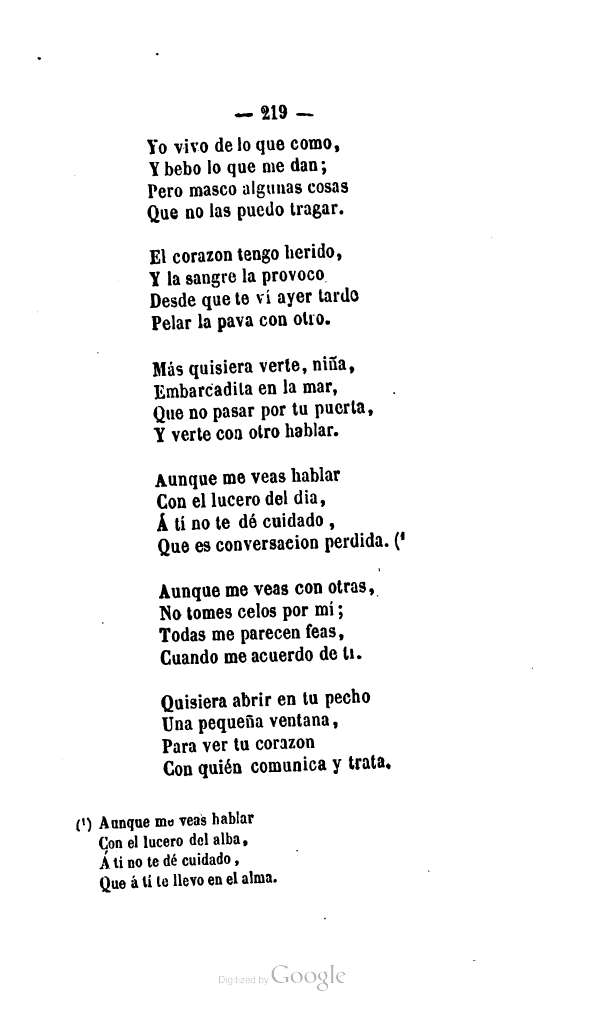 — 219 —
Yo vivo de lo que como,
Y bebo lo que me dan;
Pero masco algunas cosas
Que no las puedo tragar.
El corazon tengo herido,
Y la sangre la provoco
Desde que te ví ayer tarde
Pelar la pava con otro.
Más quisiera verte, niña,
Embarcadita en la mar,
Que no pasar por tu puerta,
Y verte con otro hablar.
Aunque me veas hablar
Con el lucero del dia,
Á tí no te dé cuidado,
Que es conversacion perdida. (¹
Aunque me veas con otras,
No tomes celos por mí;
Todas me parecen feas,
Cuando me acuerdo de tí.
Quisiera abrir en tu pecho
Una pequeña ventana,
Para ver tu corazon
Con quién comunica y trata.
(¹) Aunque me veas hablar
Con el lucero del alba,
Á ti no te dé cuidado,
Que á tí te llevo en el alma.
Digitized by Google